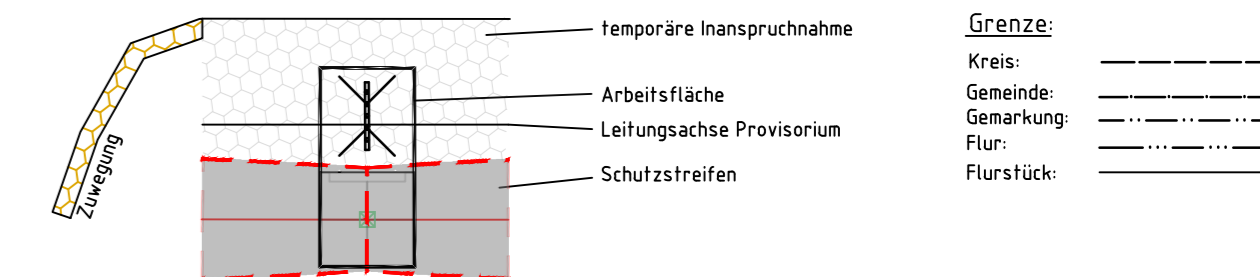 temporäre Inanspruchnahme
Arbeitsfläche
Leitungsachse Provisorium
Schutzstreifen
Zuwegung
Grenze:
Kreis:
Gemeinde:
Gemarkung:
Flur:
Flurstück: